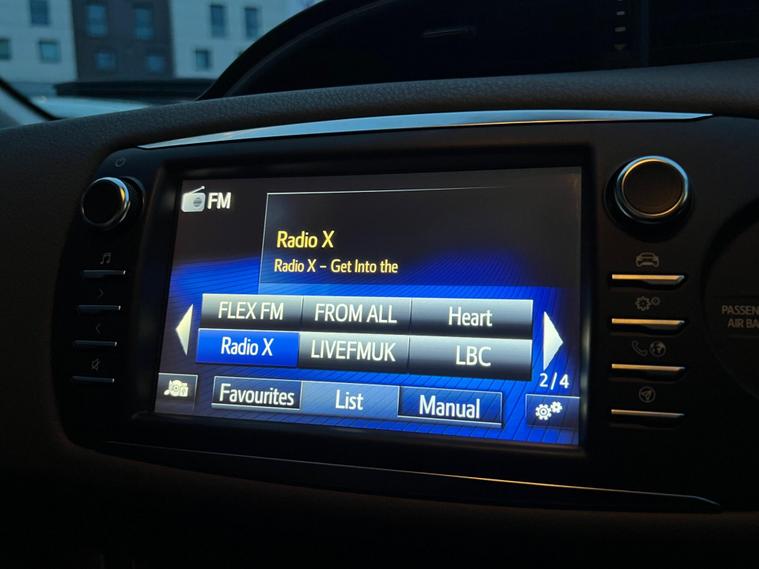 FM
Radio X
Radio X – Get Into the
FLEX FM
FROM ALL
Heart
Radio X
LIVEFMUK
LBC
2/4
Favourites
List
Manual
PASSEN
AIR BA